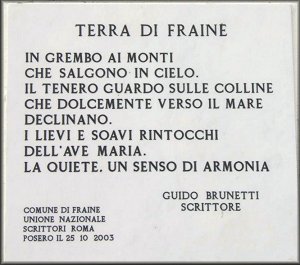 TERRA DI FRAINE
IN GREMBO AI MONTI
CHE SALGONO IN CIELO.
IL TENERO GUARDO SULLE COLLINE
CHE DOLCEMENTE VERSO IL MARE
DECLINANO.
I LIEVI E SOAVI RINTOCCHI
DELL'AVE MARIA.
LA QUIETE. UN SENSO DI ARMONIA
GUIDO BRUNETTI
SCRITTORE
COMUNE DI FRAINE
UNIONE NAZIONALE
SCRITTORI ROMA
POSERO IL 25 10 2003